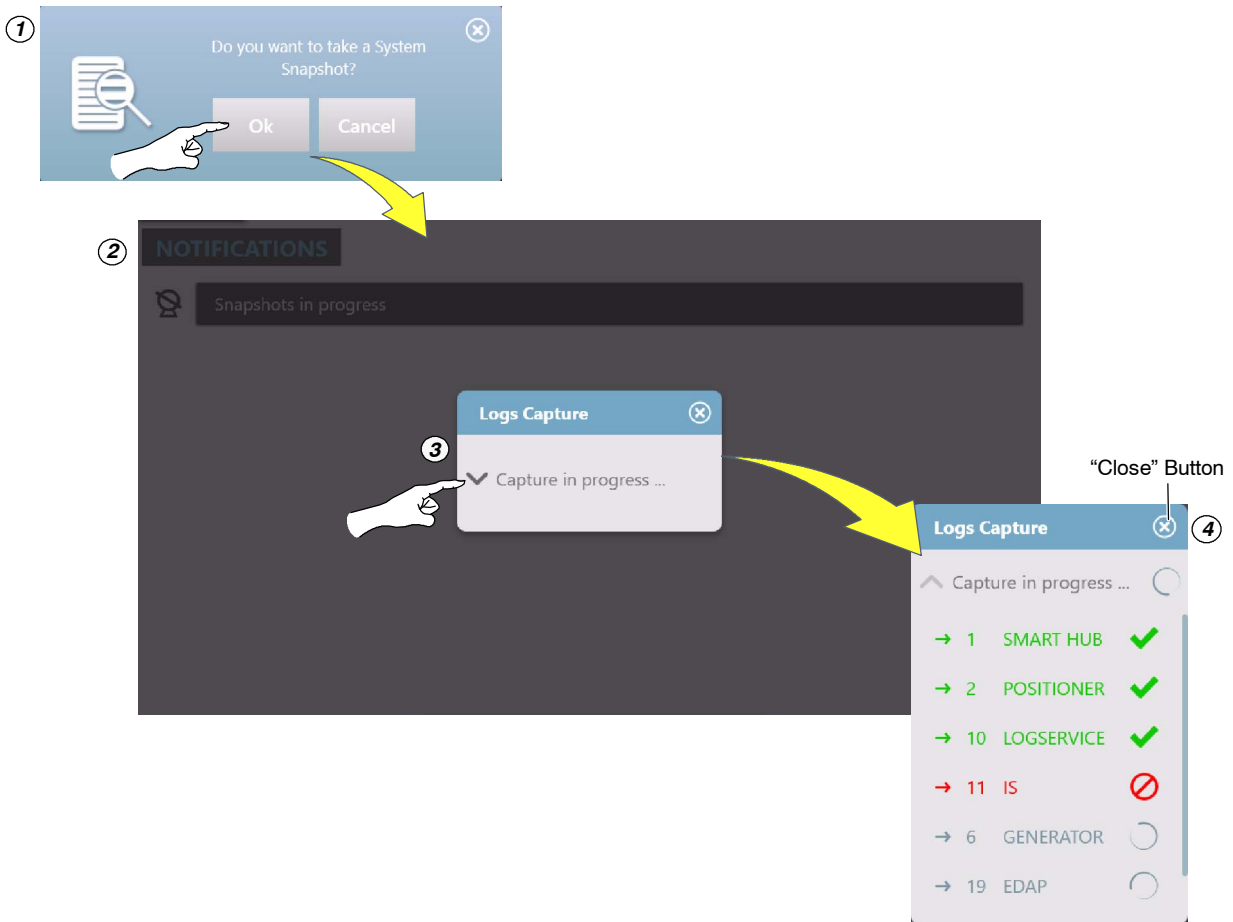 1
Do you want to take a System
Snapshot?
Ok
Cancel
2
NOTIFICATIONS
Snapshots in progress
Logs Capture
3
Capture in progress ...
“Close” Button
Logs Capture
4
Capture in progress ...
1 SMART HUB
2 POSITIONER
10 LOGSERVICE
11 IS
6 GENERATOR
19 EDAP